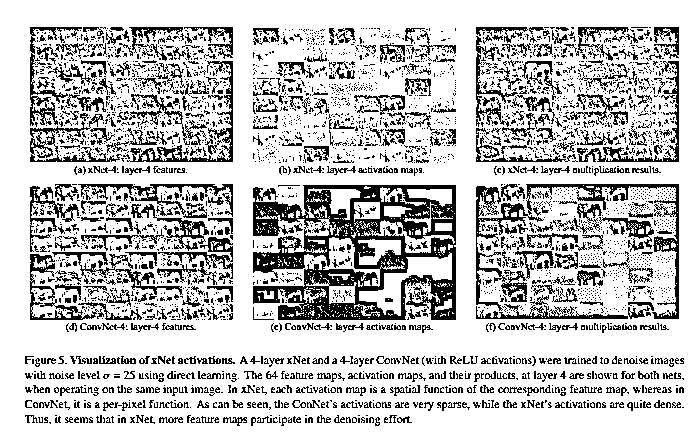 (a) xNet-4: layer-4 features.
(b) xNet-4: layer-4 activation maps.
(c) xNet-4: layer-4 multiplication results.
(d) ConvNet-4: layer-4 features.
(e) ConvNet-4: layer-4 activation maps.
(f) ConvNet-4: layer-4 multiplication results.
Figure 5. Visualization of xNet activations. A 4-layer xNet and a 4-layer ConvNet (with ReLU activations) were trained to denoise images
with noise level σ = 25 using direct learning. The 64 feature maps, activation maps, and their products, at layer 4 are shown for both nets,
when operating on the same input image. In xNet, each activation map is a spatial function of the corresponding feature map, whereas in
ConvNet, it is a per-pixel function. As can be seen, the ConNet's activations are very sparse, while the xNet's activations are quite dense.
Thus, it seems that in xNet, more feature maps participate in the denoising effort.